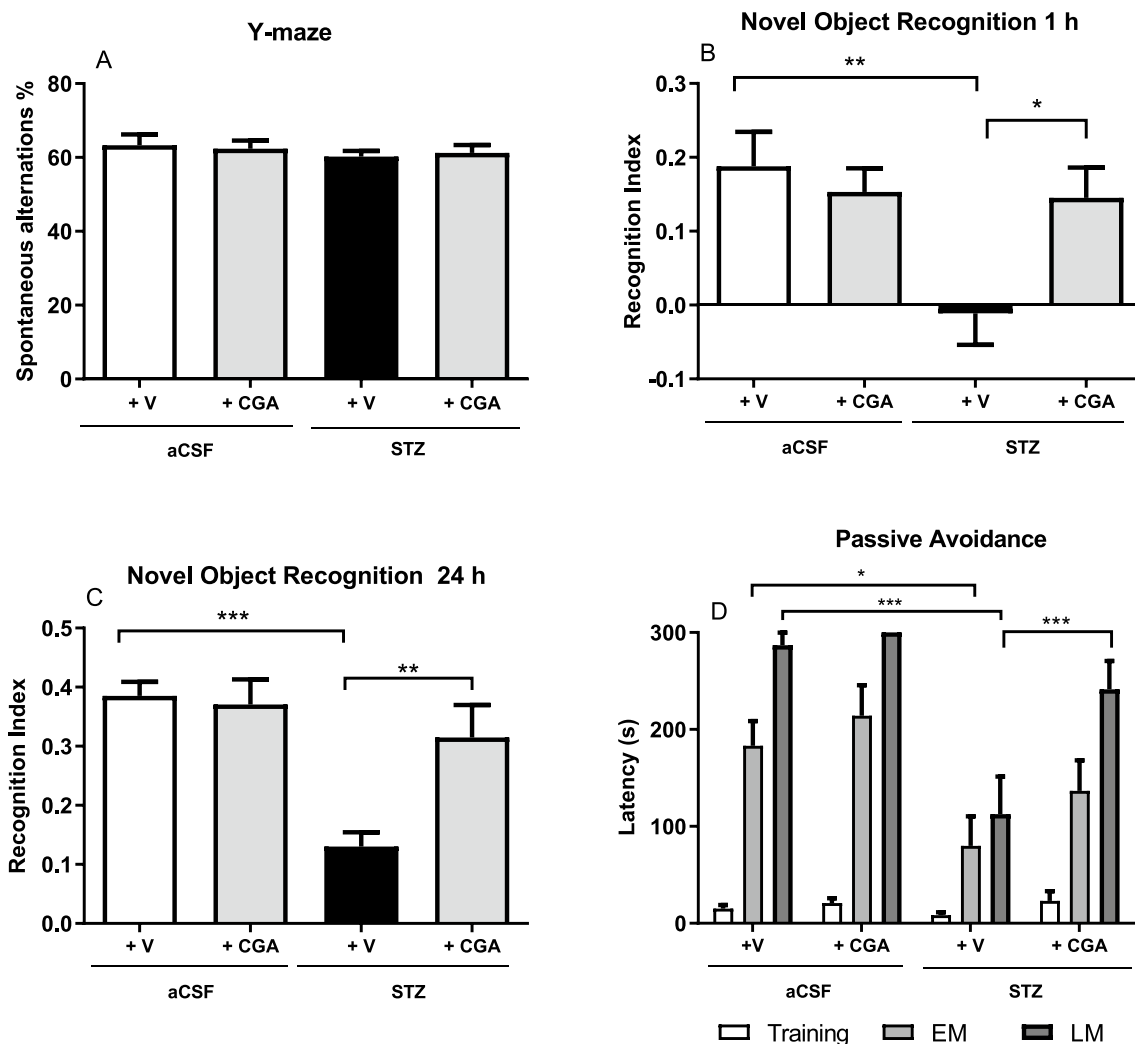 Y-maze
A
Spontaneous alternations %
80
60
40
20
0
+ V
+ CGA
+ V
+ CGA
aCSF
STZ
Novel Object Recognition 1 h
B
**
*
Recognition Index
0.3
0.2
0.1
0.0
-0.1
+ V
+ CGA
+ V
+ CGA
aCSF
STZ
Novel Object Recognition 24 h
C
***
**
Recognition Index
0.5
0.4
0.3
0.2
0.1
0.0
+ V
+ CGA
+ V
+ CGA
aCSF
STZ
Passive Avoidance
D
*
***
***
Latency (s)
300
200
100
0
+V
+ CGA
+ V
+ CGA
aCSF
STZ
Training EM LM